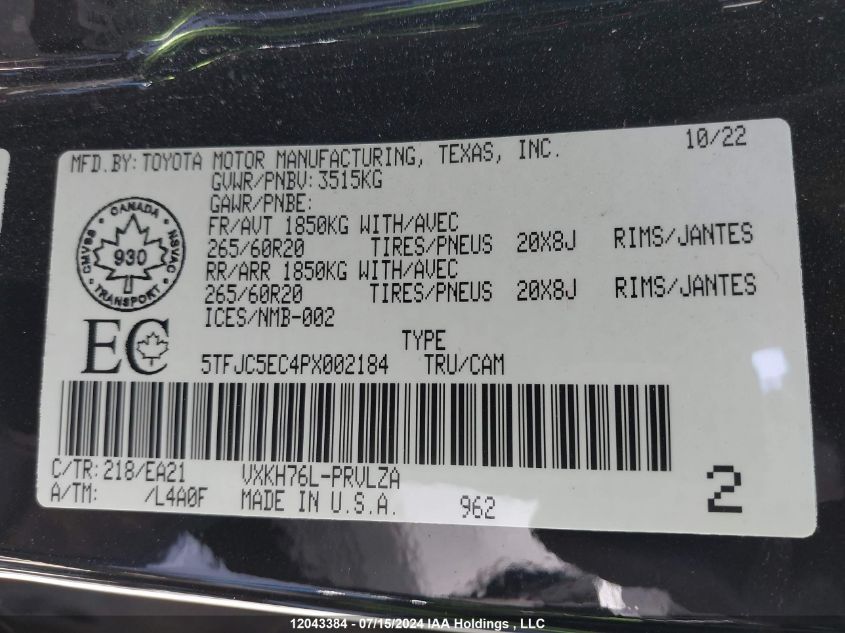 MFD.BY: TOYOTA MOTOR MANUFACTURING, TEXAS, INC. 10/22
GVWR/PNBV: 3515KG
GAWR/PNBE:
FR/AVT 1850KG WITH/AVEC
265/60R20 TIRES/PNEUS 20X8J RIMS/JANTES
RR/ARR 1850KG WITH/AVEC
265/60R20 TIRES/PNEUS 20X8J RIMS/JANTES
ICES/NMB-002
CANADA
CMVSS 930 NSVAC
TRANSPORT
EC
TYPE
5TFJC5EC4PX002184 TRU/CAM
C/TR: 218/EA21 VXKH76L-PRVLZA
A/TM: /L4A0F MADE IN U.S.A. 962 2
12043384 - 07/15/2024 IAA Holdings , LLC